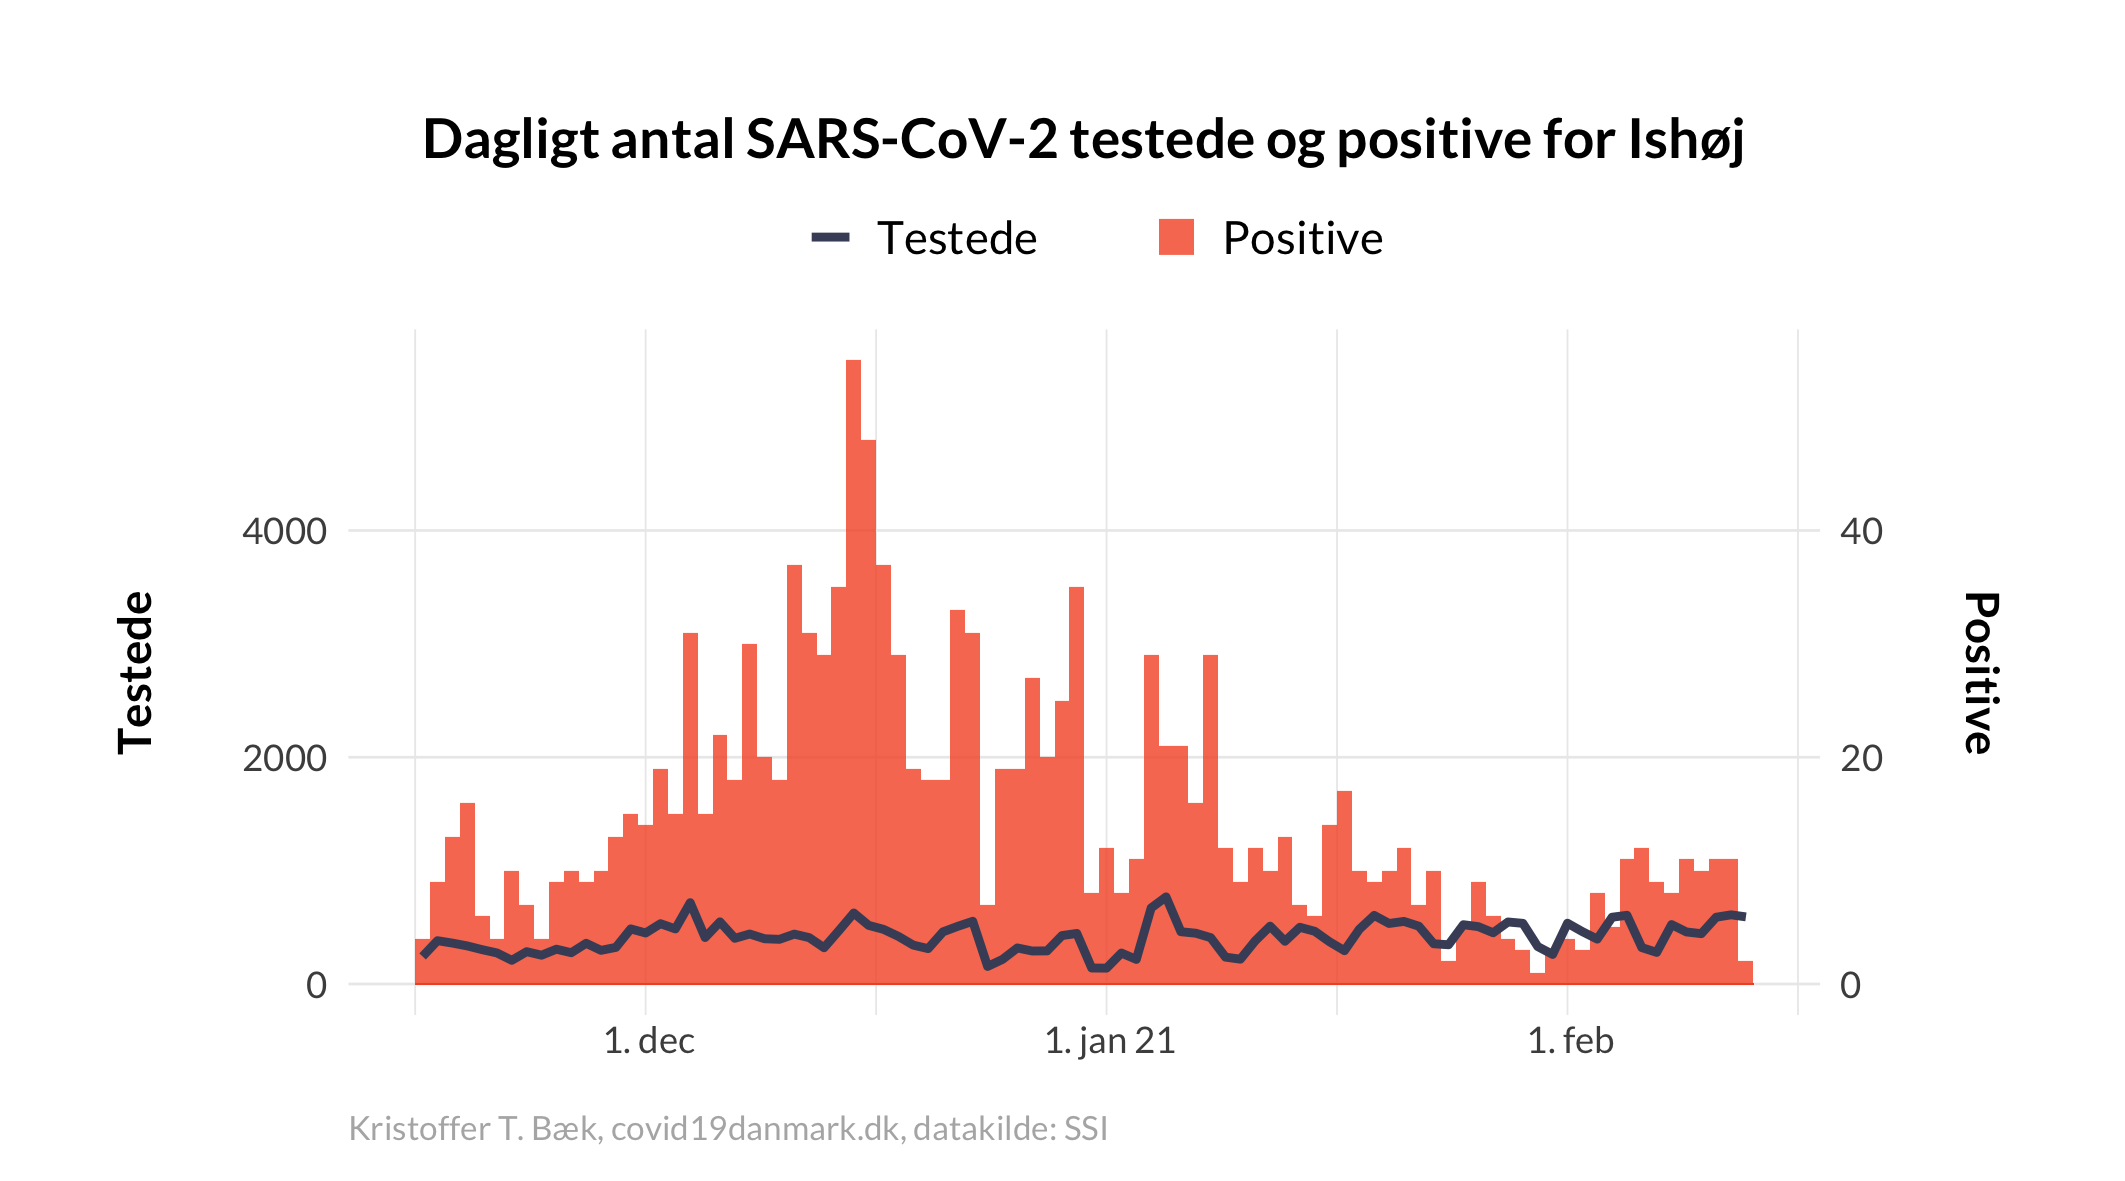 Dagligt antal SARS-CoV-2 testede og positive for Ishøj
Testede
Positive
4000
2000
0
Testede
40
20
0
Positive
1. dec
1. jan 21
1. feb
Kristoffer T. Bæk, covid19danmark.dk, datakilde: SSI